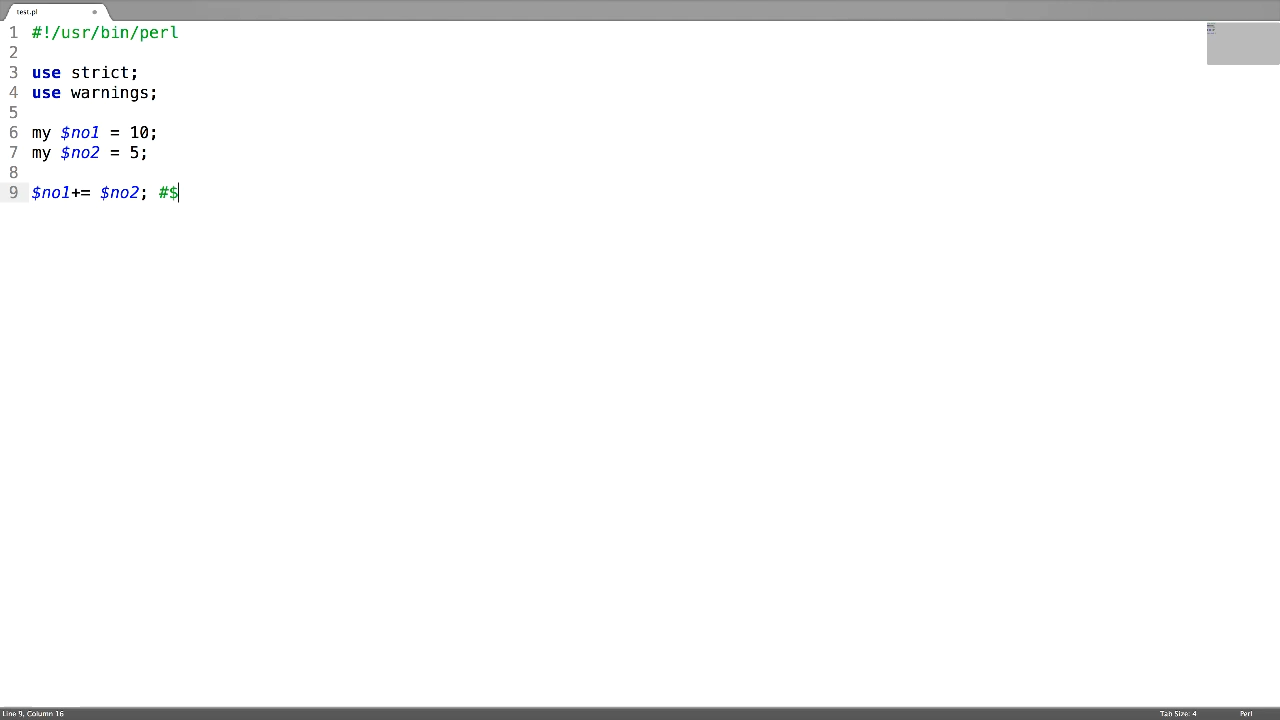 test.pl
1 #!/usr/bin/perl
2
3 use strict;
4 use warnings;
5
6 my $no1 = 10;
7 my $no2 = 5;
8
9 $no1+= $no2; #$
Line 9, Column 16
Tab Size: 4
Perl